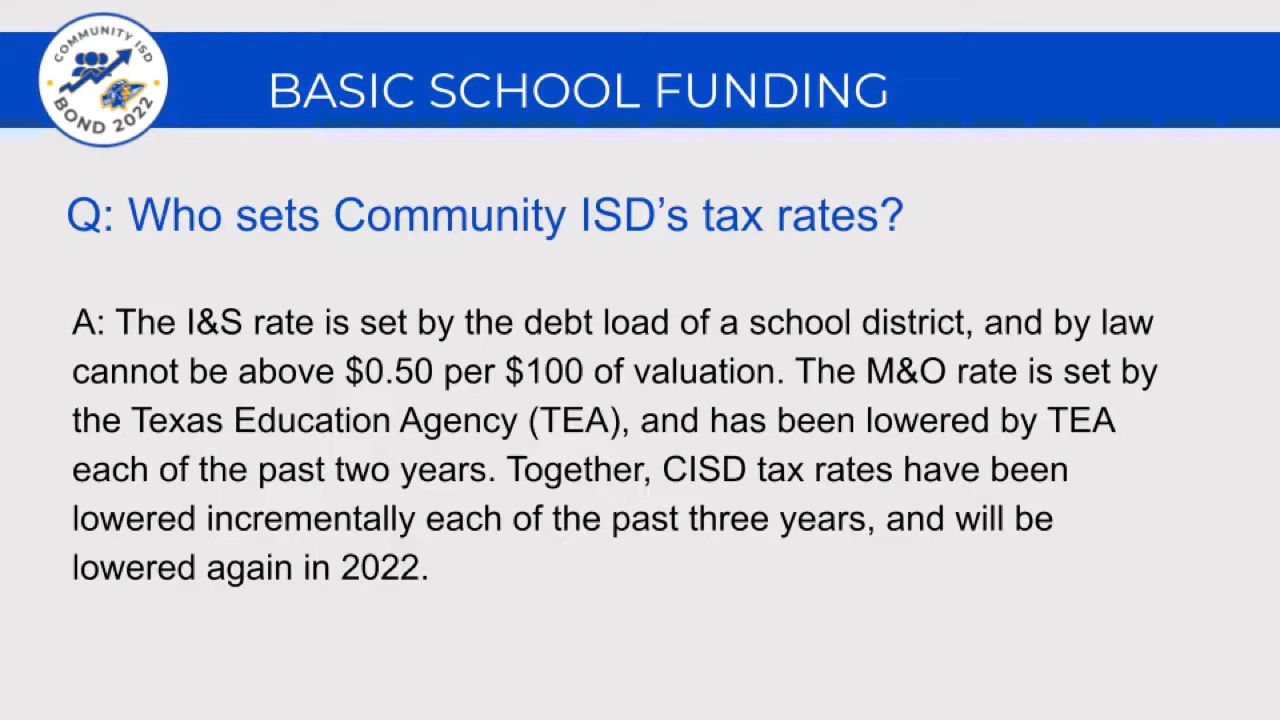 COMMUNITY ISD
BOND 2022
BASIC SCHOOL FUNDING
Q: Who sets Community ISD’s tax rates?
A: The I&S rate is set by the debt load of a school district, and by law
cannot be above $0.50 per $100 of valuation. The M&O rate is set by
the Texas Education Agency (TEA), and has been lowered by TEA
each of the past two years. Together, CISD tax rates have been
lowered incrementally each of the past three years, and will be
lowered again in 2022.